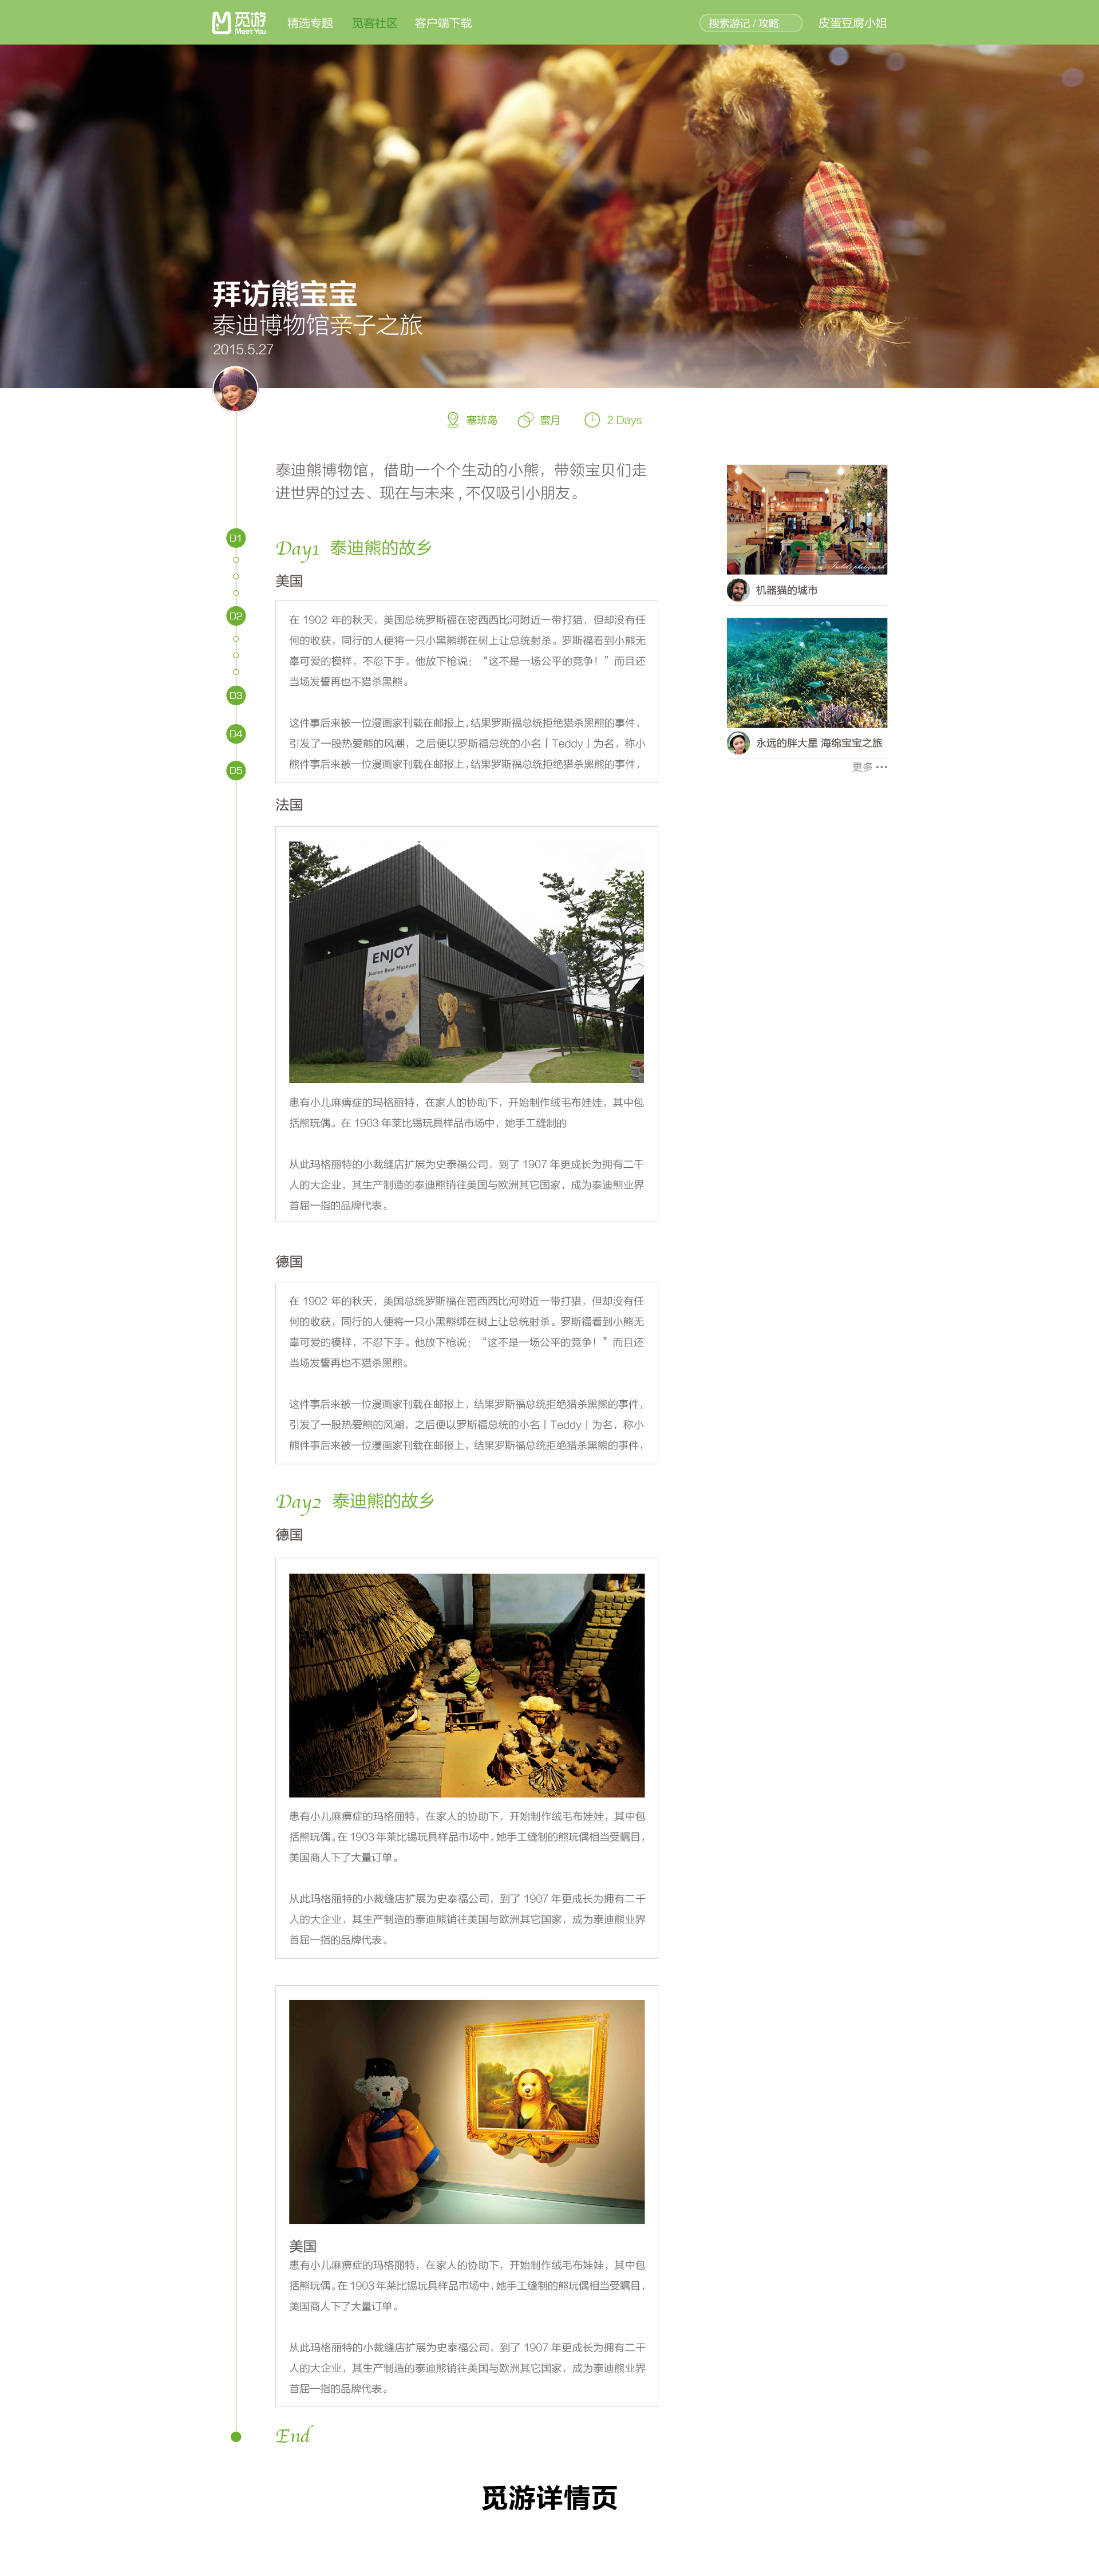 觅游
Meet You
精选专题 觅客社区 客户端下载
搜索游记 / 攻略
皮蛋豆腐小姐
拜访熊宝宝
泰迪博物馆亲子之旅
2015.5.27
塞班岛 蜜月 2 Days
泰迪熊博物馆，借助一个个生动的小熊，带领宝贝们走
进世界的过去、现在与未来 , 不仅吸引小朋友。
D1
D2
D3
D4
D5
Day1 泰迪熊的故乡
美国
在 1902 年的秋天，美国总统罗斯福在密西西比河附近一带打猎，但却没有任
何的收获，同行的人便将一只小黑熊绑在树上让总统射杀。罗斯福看到小熊无
辜可爱的模样，不忍下手。他放下枪说：“这不是一场公平的竞争！”而且还
当场发誓再也不猎杀黑熊。
这件事后来被一位漫画家刊载在邮报上，结果罗斯福总统拒绝猎杀黑熊的事件，
引发了一股热爱熊的风潮，之后便以罗斯福总统的小名「Teddy」为名，称小
熊件事后来被一位漫画家刊载在邮报上，结果罗斯福总统拒绝猎杀黑熊的事件，
法国
ENJOY
Joanne Bear Museum
患有小儿麻痹症的玛格丽特，在家人的协助下，开始制作绒毛布娃娃，其中包
括熊玩偶。在 1903 年莱比锡玩具样品市场中，她手工缝制的
从此玛格丽特的小裁缝店扩展为史泰福公司，到了 1907 年更成长为拥有二千
人的大企业，其生产制造的泰迪熊销往美国与欧洲其它国家，成为泰迪熊业界
首屈一指的品牌代表。
德国
在 1902 年的秋天，美国总统罗斯福在密西西比河附近一带打猎，但却没有任
何的收获，同行的人便将一只小黑熊绑在树上让总统射杀。罗斯福看到小熊无
辜可爱的模样，不忍下手。他放下枪说：“这不是一场公平的竞争！”而且还
当场发誓再也不猎杀黑熊。
这件事后来被一位漫画家刊载在邮报上，结果罗斯福总统拒绝猎杀黑熊的事件，
引发了一股热爱熊的风潮，之后便以罗斯福总统的小名「Teddy」为名，称小
熊件事后来被一位漫画家刊载在邮报上，结果罗斯福总统拒绝猎杀黑熊的事件，
Day2 泰迪熊的故乡
德国
患有小儿麻痹症的玛格丽特，在家人的协助下，开始制作绒毛布娃娃，其中包
括熊玩偶。在 1903 年莱比锡玩具样品市场中，她手工缝制的熊玩偶相当受瞩目，
美国商人下了大量订单。
从此玛格丽特的小裁缝店扩展为史泰福公司，到了 1907 年更成长为拥有二千
人的大企业，其生产制造的泰迪熊销往美国与欧洲其它国家，成为泰迪熊业界
首屈一指的品牌代表。
美国
患有小儿麻痹症的玛格丽特，在家人的协助下，开始制作绒毛布娃娃，其中包
括熊玩偶。在 1903 年莱比锡玩具样品市场中，她手工缝制的熊玩偶相当受瞩目，
美国商人下了大量订单。
从此玛格丽特的小裁缝店扩展为史泰福公司，到了 1907 年更成长为拥有二千
人的大企业，其生产制造的泰迪熊销往美国与欧洲其它国家，成为泰迪熊业界
首屈一指的品牌代表。
End
机器猫的城市
永远的胖大星 海绵宝宝之旅
更多 •••
觅游详情页